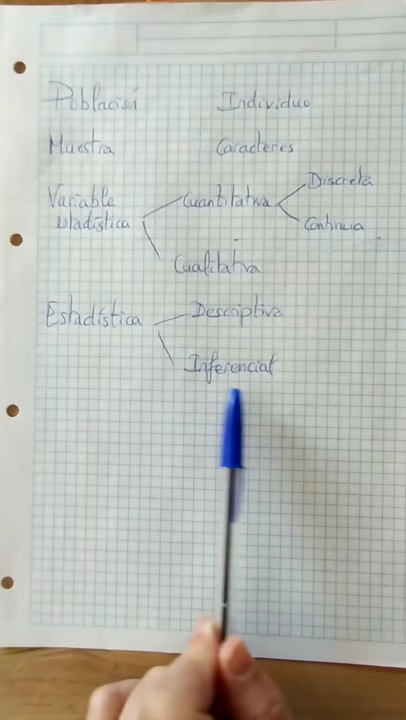 Población Individuo
Muestra Caracteres
Discreta
Variable Cuantitativa
estadística Continua
Cualitativa
Estadística Descriptiva
Inferencial